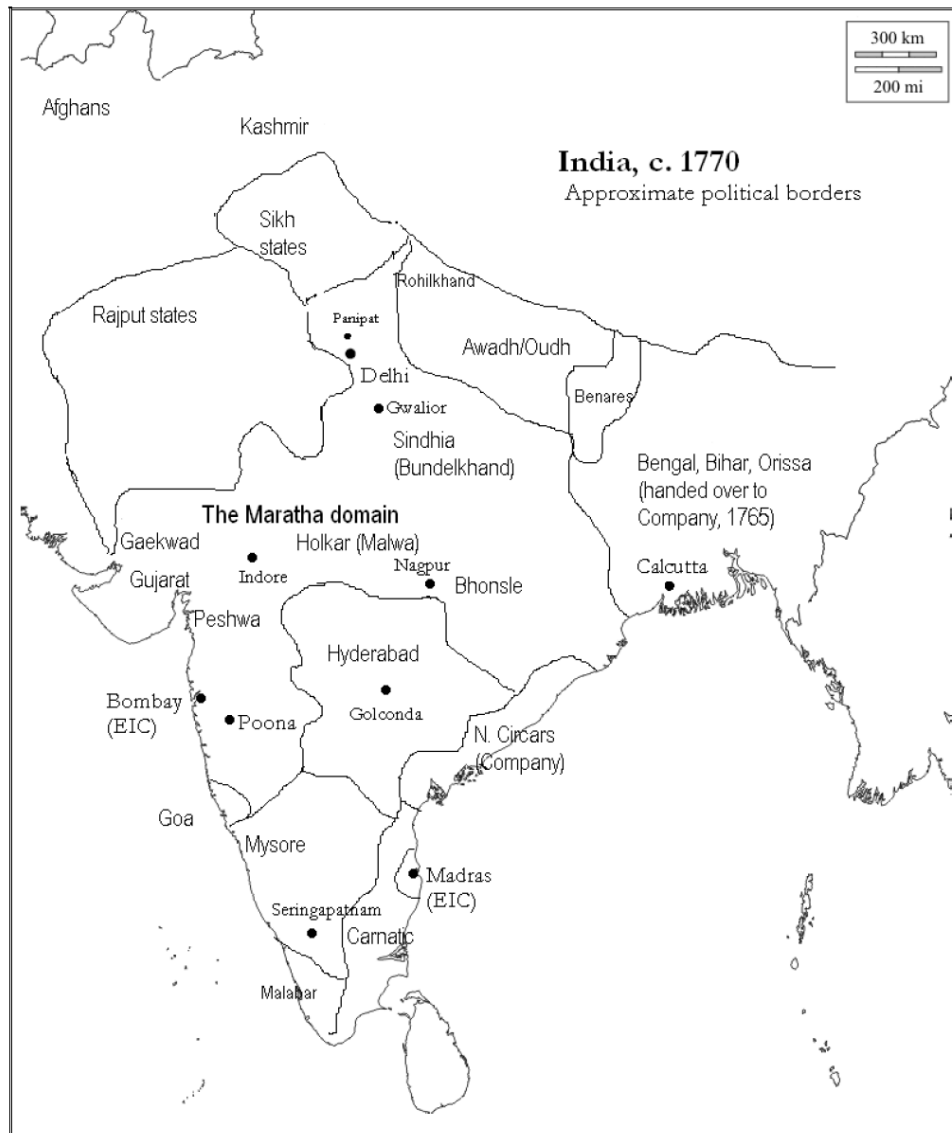 300 km
200 mi
Afghans
Kashmir
India, c. 1770
Approximate political borders
Sikh
states
Rohilkhand
Rajput states
Panipat
Awadh/Oudh
Delhi
Benares
Gwalior
Sindhia
(Bundelkhand)
Bengal, Bihar, Orissa
(handed over to
Company, 1765)
The Maratha domain
Gaekwad
Holkar (Malwa)
Indore
Nagpur
Calcutta
Gujarat
Bhonsle
Peshwa
Hyderabad
Bombay
(EIC)
Poona
Golconda
N. Circars
(Company)
Goa
Mysore
Madras
(EIC)
Seringapatnam
Carnatic
Malabar